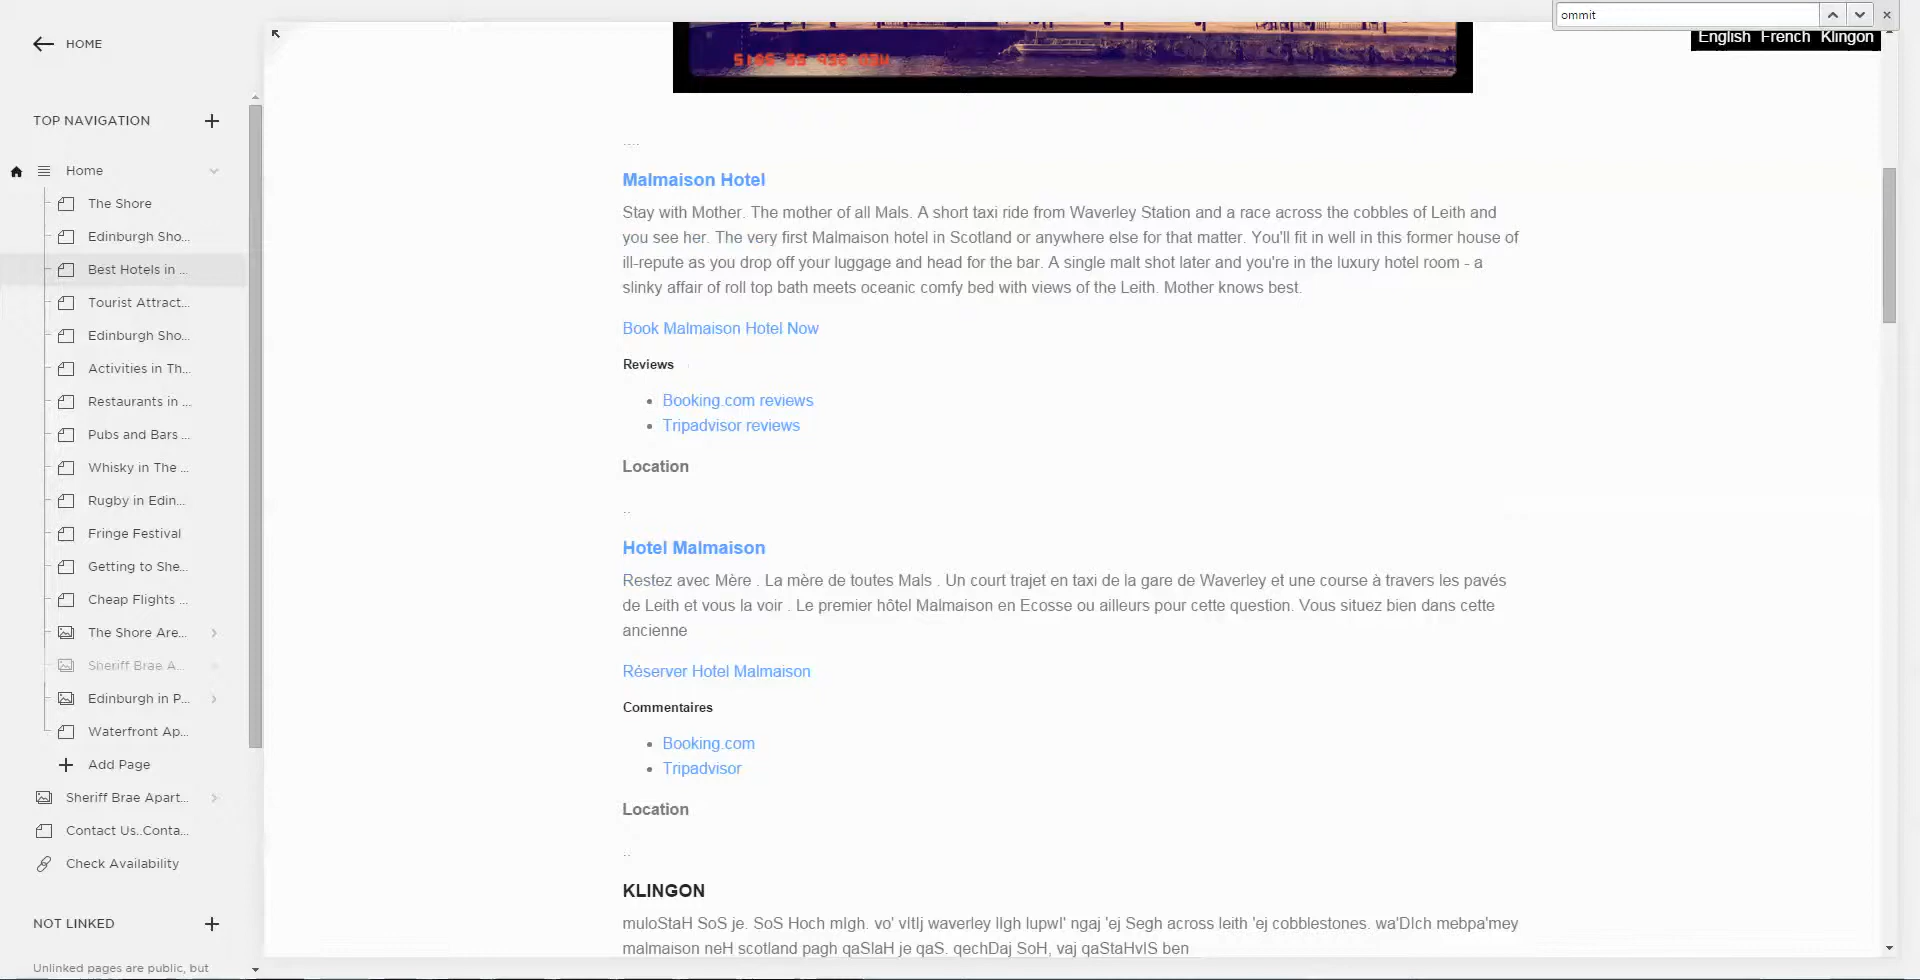 ommit
HOME
English French Klingon
TOP NAVIGATION
Home
The Shore
Edinburgh Sho...
Best Hotels in ...
Tourist Attract...
Edinburgh Sho...
Activities in Th...
Restaurants in ...
Pubs and Bars ...
Whisky in The ...
Rugby in Edin...
Fringe Festival
Getting to She...
Cheap Flights ...
The Shore Are...
Sheriff Brae A...
Edinburgh in P...
Waterfront Ap...
Add Page
Sheriff Brae Apart...
Contact Us..Conta...
Check Availability
NOT LINKED
Unlinked pages are public, but
....
Malmaison Hotel
Stay with Mother. The mother of all Mals. A short taxi ride from Waverley Station and a race across the cobbles of Leith and
you see her. The very first Malmaison hotel in Scotland or anywhere else for that matter. You'll fit in well in this former house of
ill-repute as you drop off your luggage and head for the bar. A single malt shot later and you're in the luxury hotel room - a
slinky affair of roll top bath meets oceanic comfy bed with views of the Leith. Mother knows best.
Book Malmaison Hotel Now
Reviews
Booking.com reviews
Tripadvisor reviews
Location
..
Hotel Malmaison
Restez avec Mère . La mère de toutes Mals . Un court trajet en taxi de la gare de Waverley et une course à travers les pavés
de Leith et vous la voir . Le premier hôtel Malmaison en Ecosse ou ailleurs pour cette question. Vous situez bien dans cette
ancienne
Réserver Hotel Malmaison
Commentaires
Booking.com
Tripadvisor
Location
..
KLINGON
muloStaH SoS je. SoS Hoch mIgh. vo' vItlj waverley lIgh lupwI' ngaj 'ej Segh across leith 'ej cobblestones. wa'DIch mebpa'mey
malmaison neH scotland pagh qaSlaH je qaS. qechDaj SoH, vaj qaStaHvIS ben